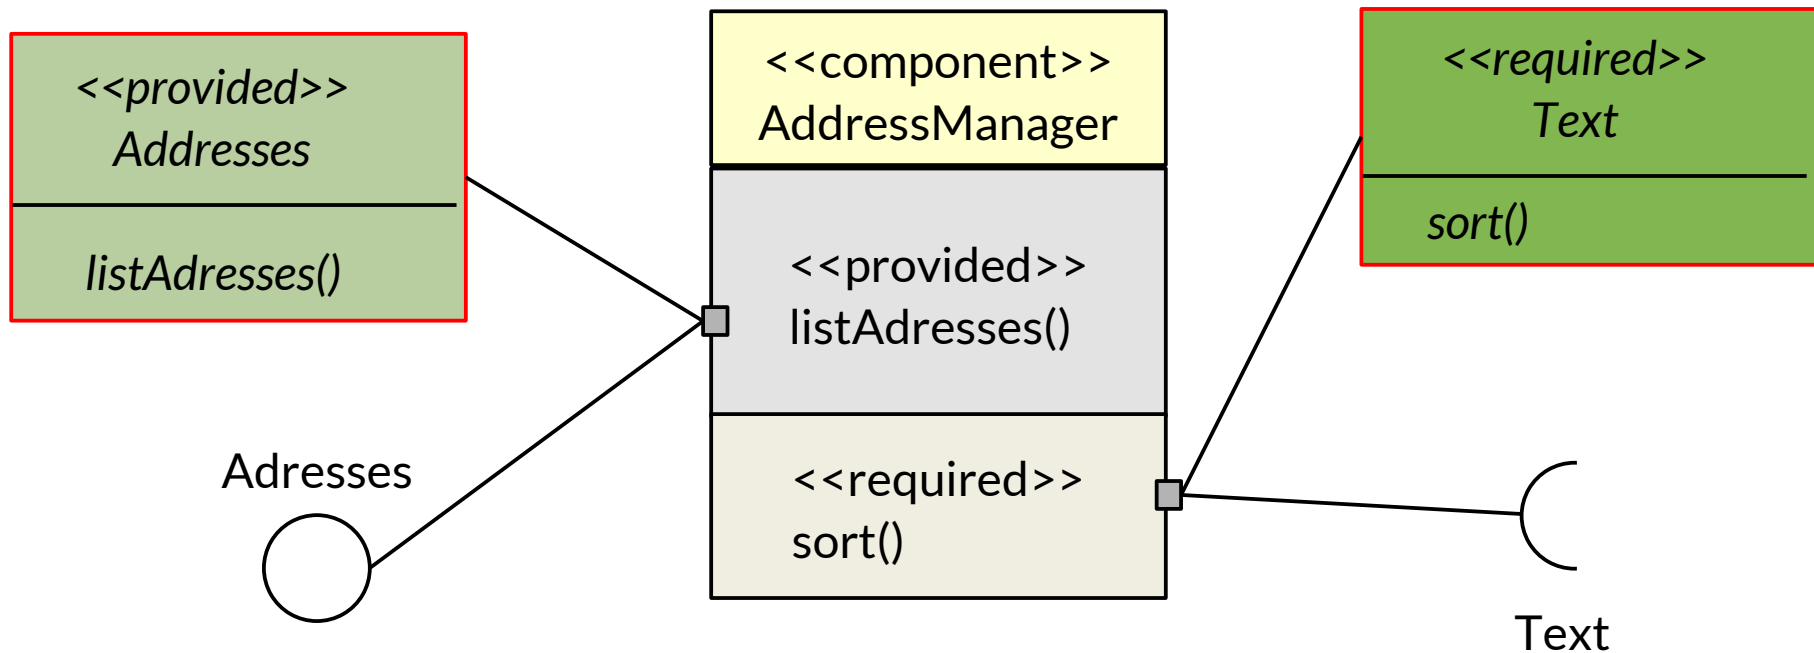 <<provided>>
Addresses
listAdresses()
Adresses
<<component>>
AddressManager
<<provided>>
listAdresses()
<<required>>
sort()
<<required>>
Text
sort()
Text